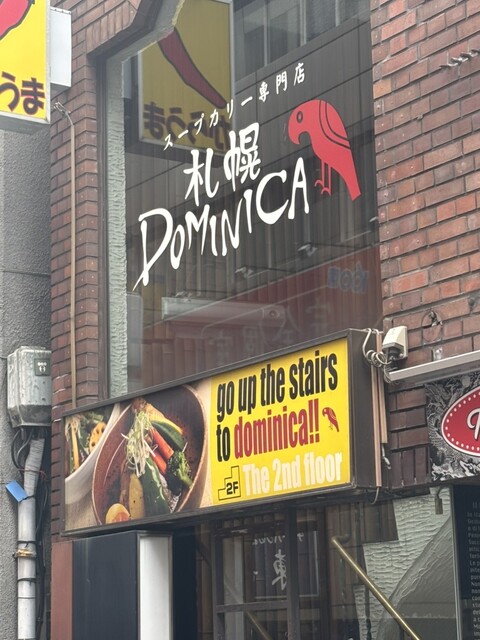 らうま
スープカリー専門店
札幌
DOMINICA
go up the stairs
to dominica!!
2F The 2nd floor